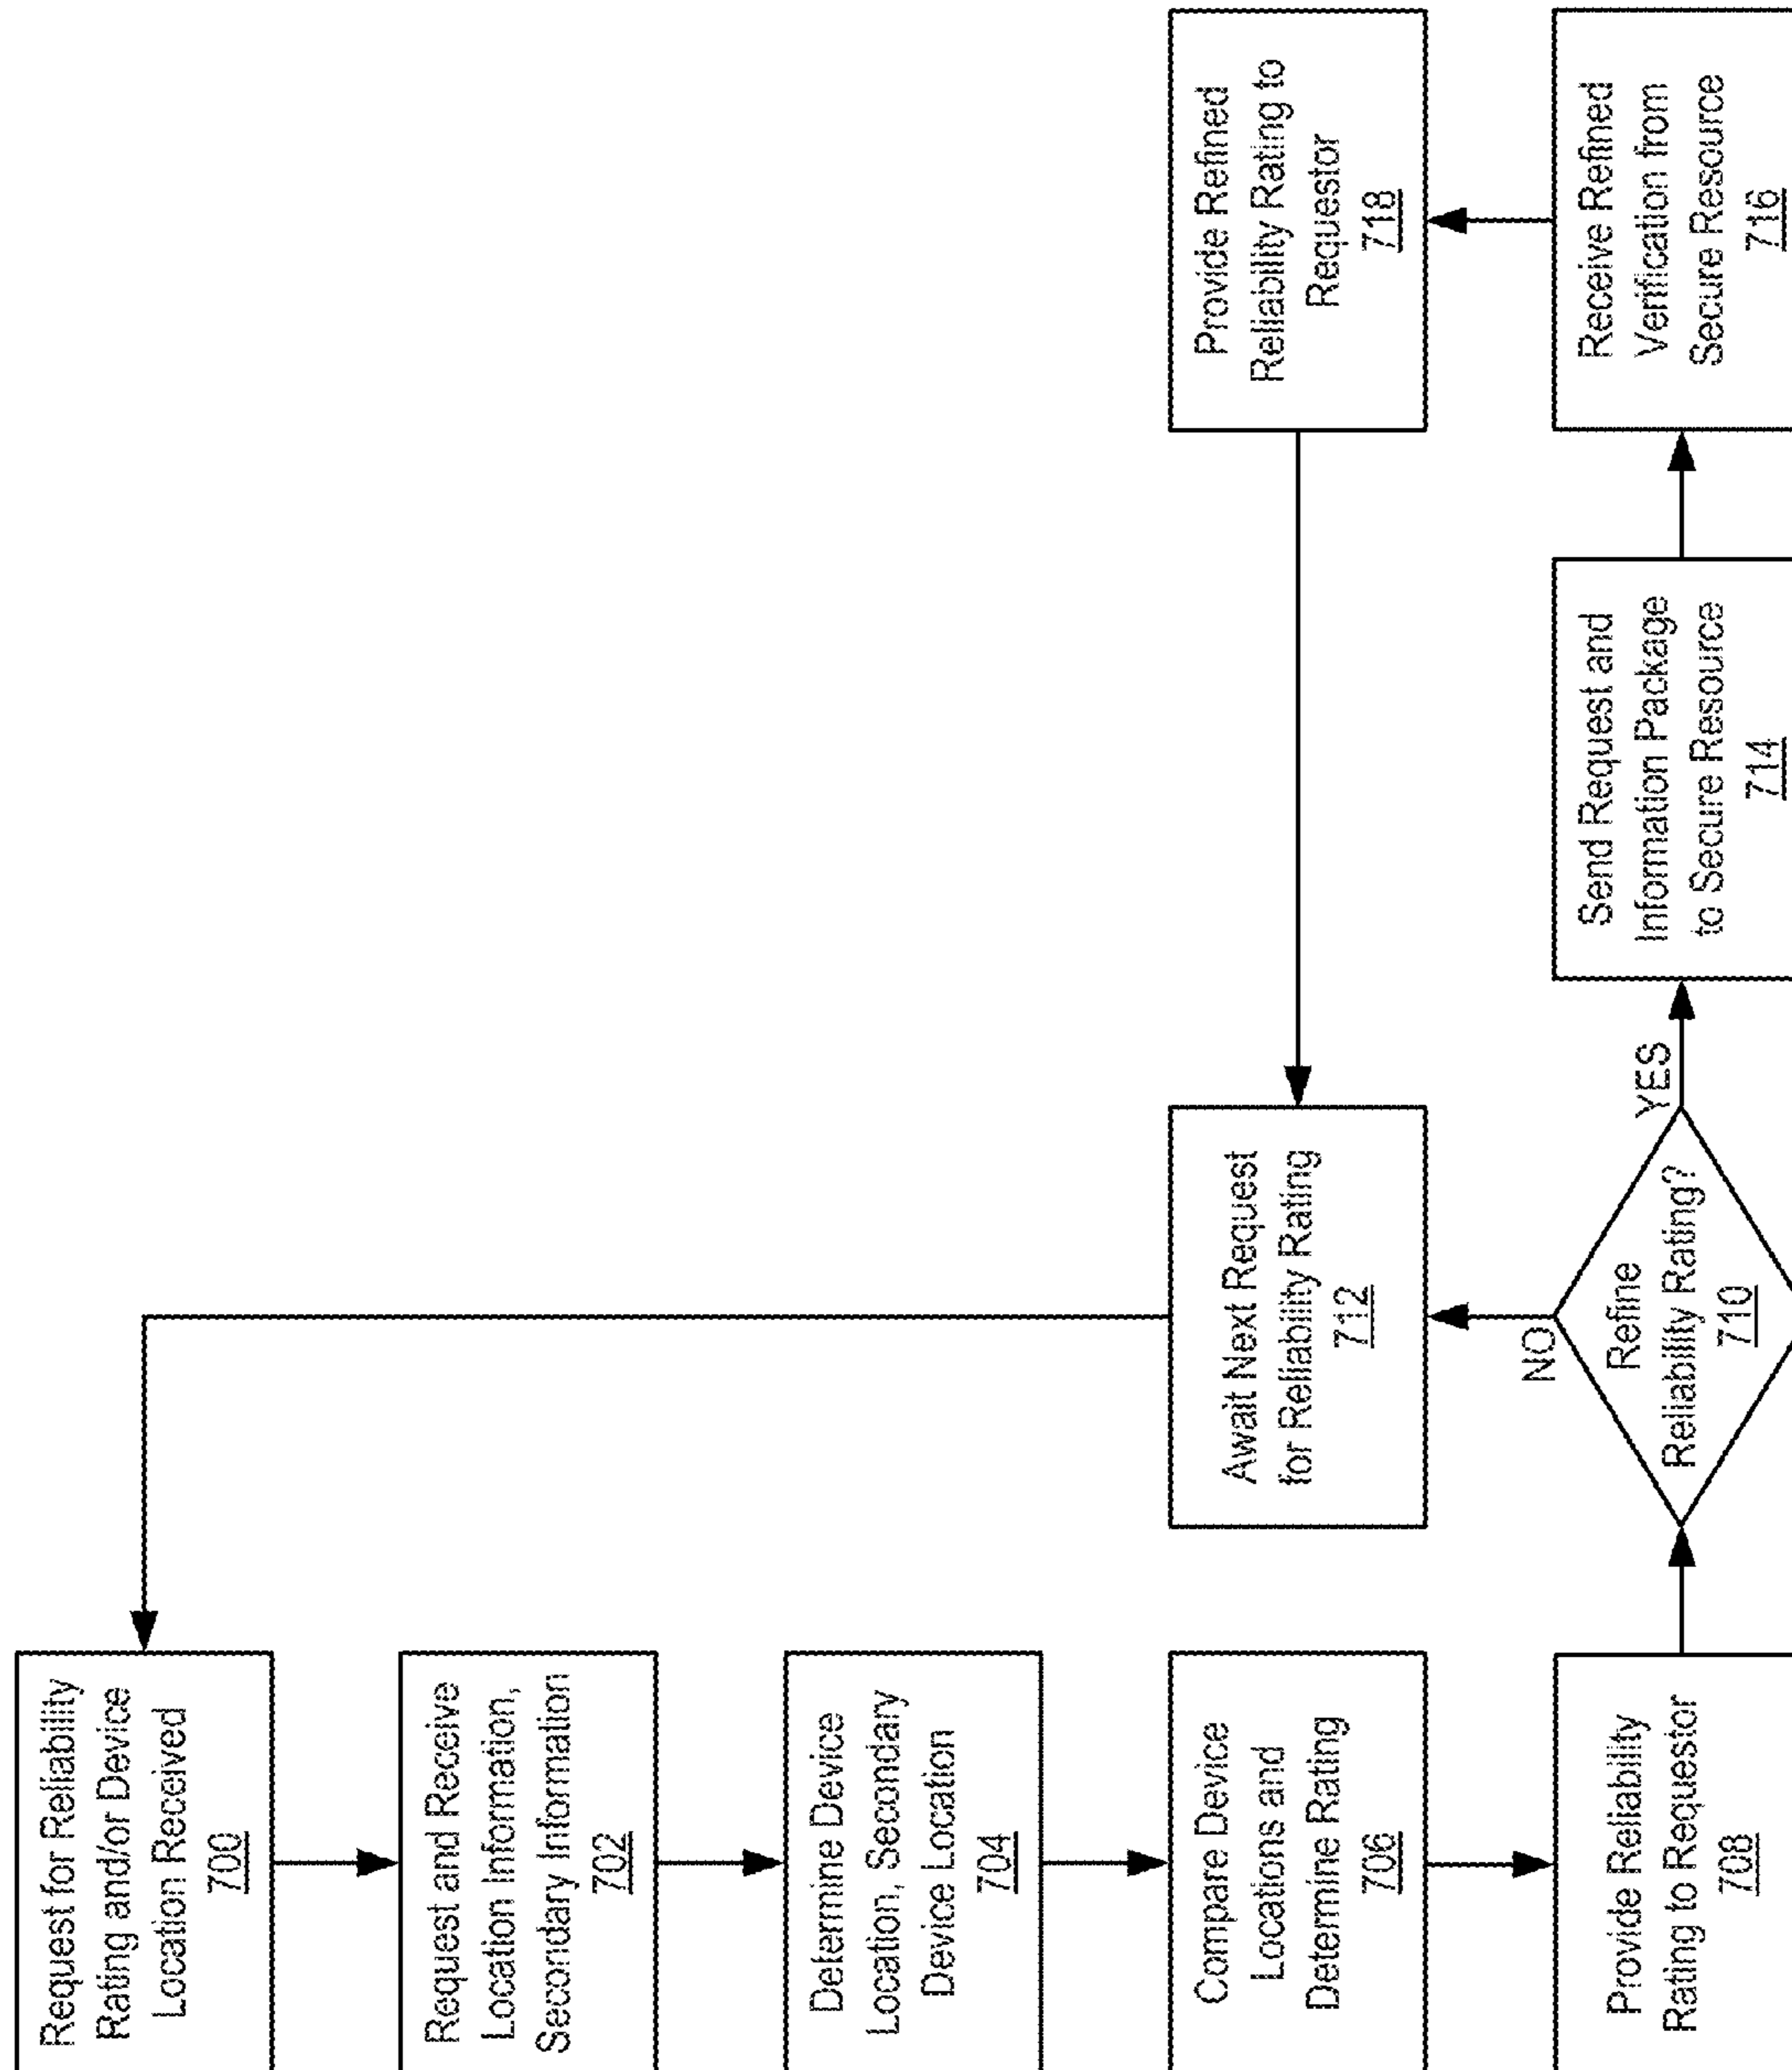 Request for Reliability
Rating and/or Device
Location Received
700
Request and Receive
Location Information,
Secondary Information
702
Determine Device
Location, Secondary
Device Location
704
Compare Device
Locations and
Determine Rating
706
Provide Reliability
Rating to Requestor
708
Refine
Reliability Rating?
710
NO
YES
Await Next Request
for Reliability Rating
712
Send Request and
Information Package
to Secure Resource
714
Receive Refined
Verification from
Secure Resource
716
Provide Refined
Reliability Rating to
Requestor
718